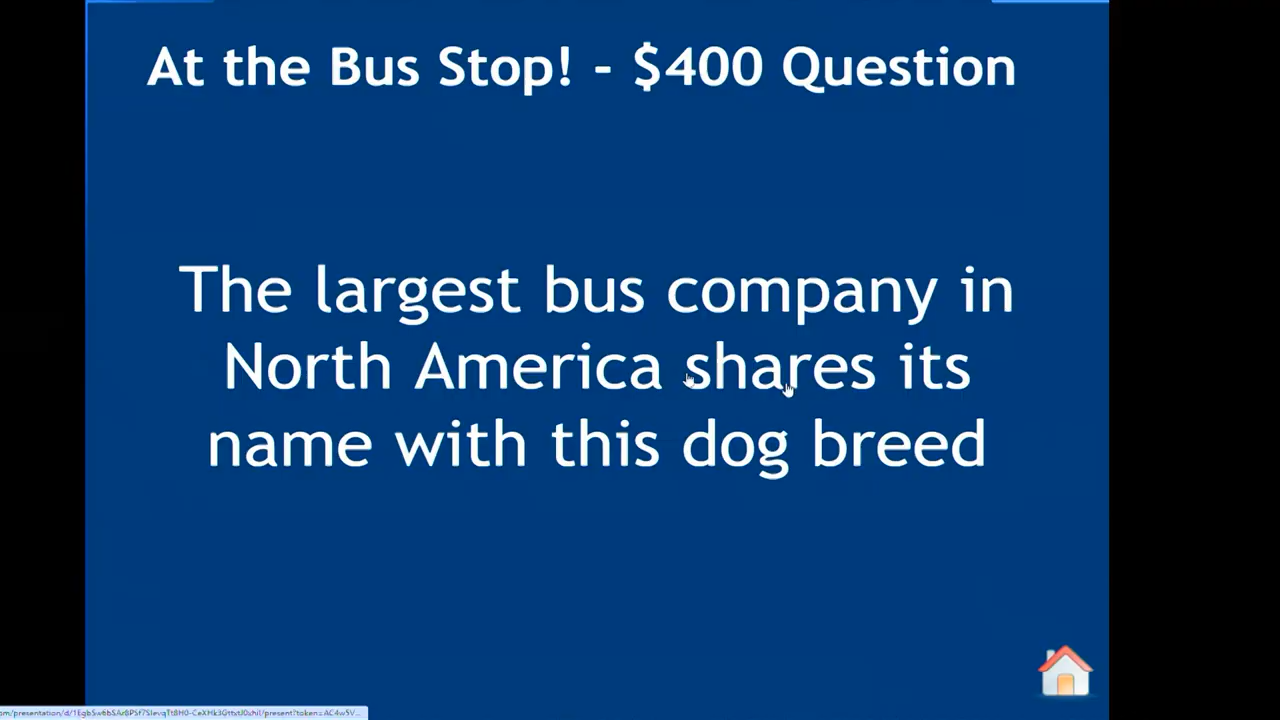 At the Bus Stop! - $400 Question
The largest bus company in
North America shares its
name with this dog breed